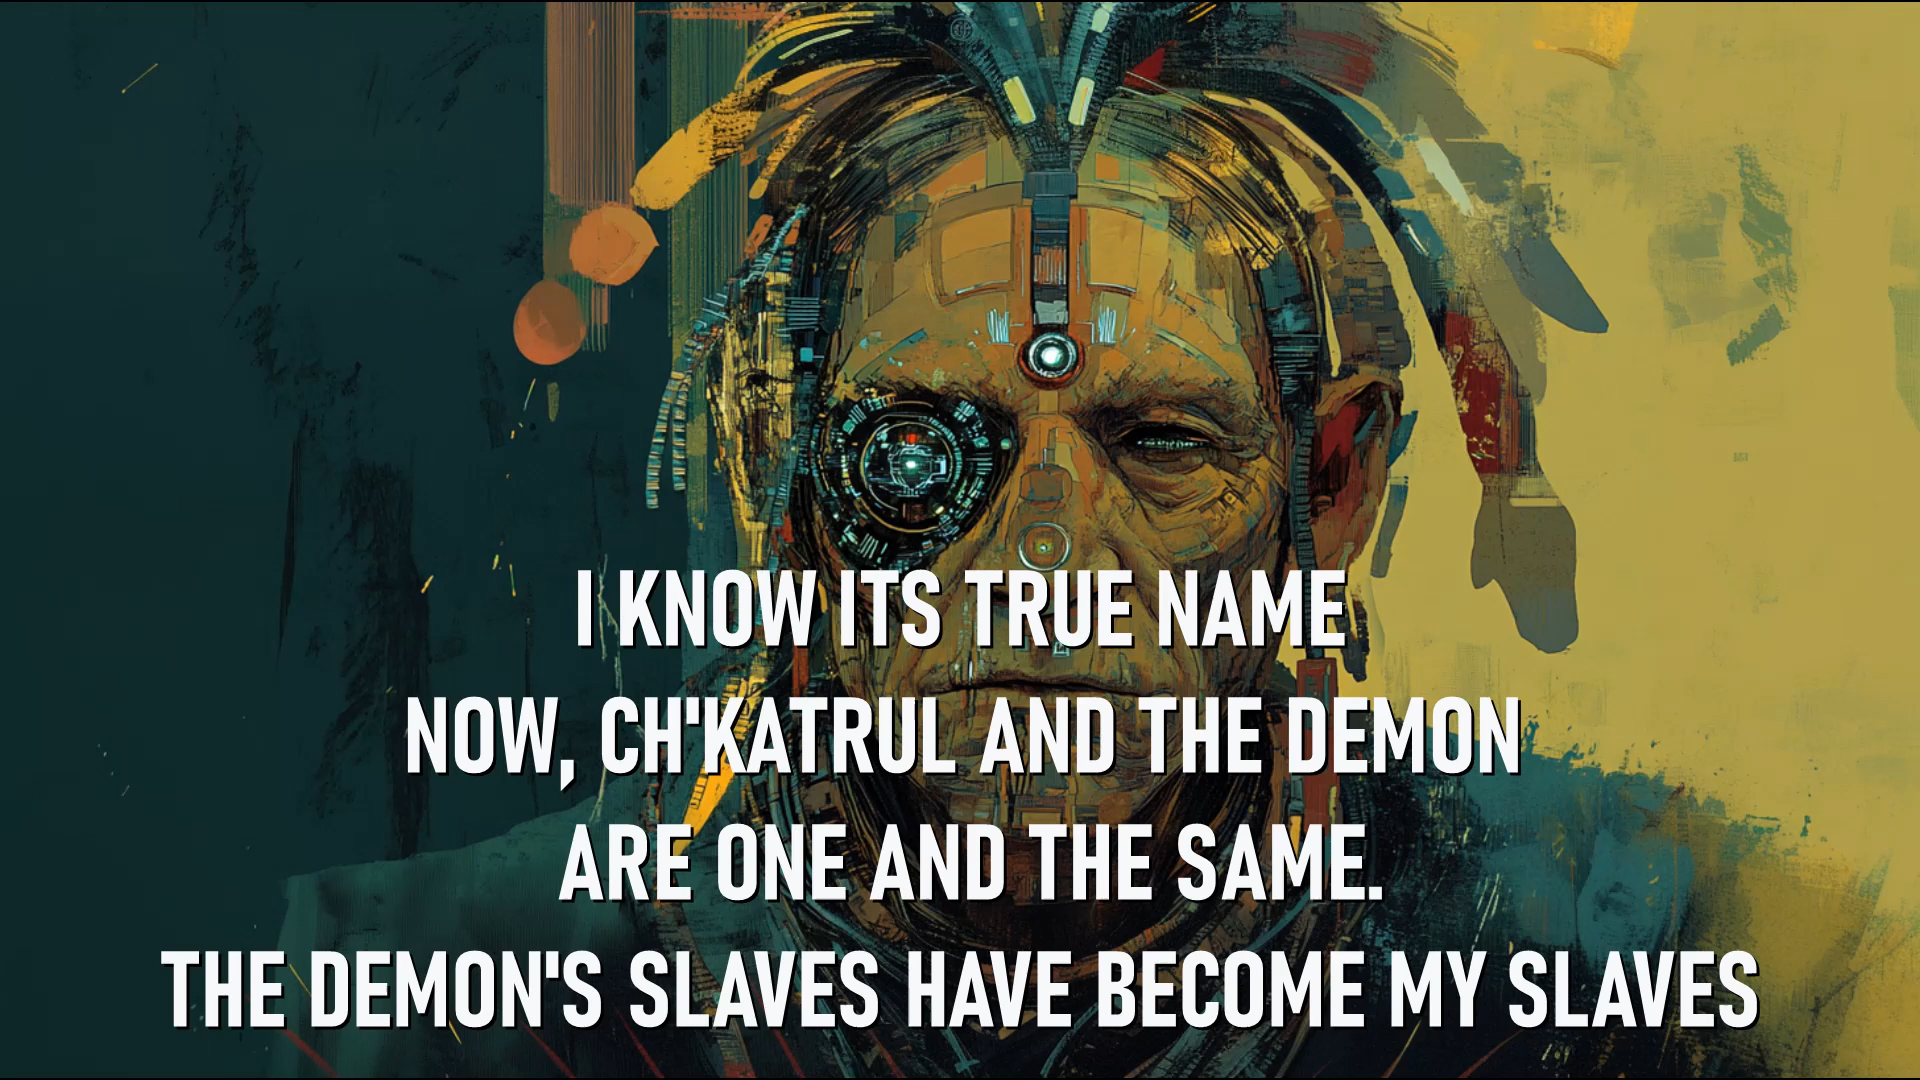 I KNOW ITS TRUE NAME
NOW, CH'KATRUL AND THE DEMON
ARE ONE AND THE SAME.
THE DEMON'S SLAVES HAVE BECOME MY SLAVES